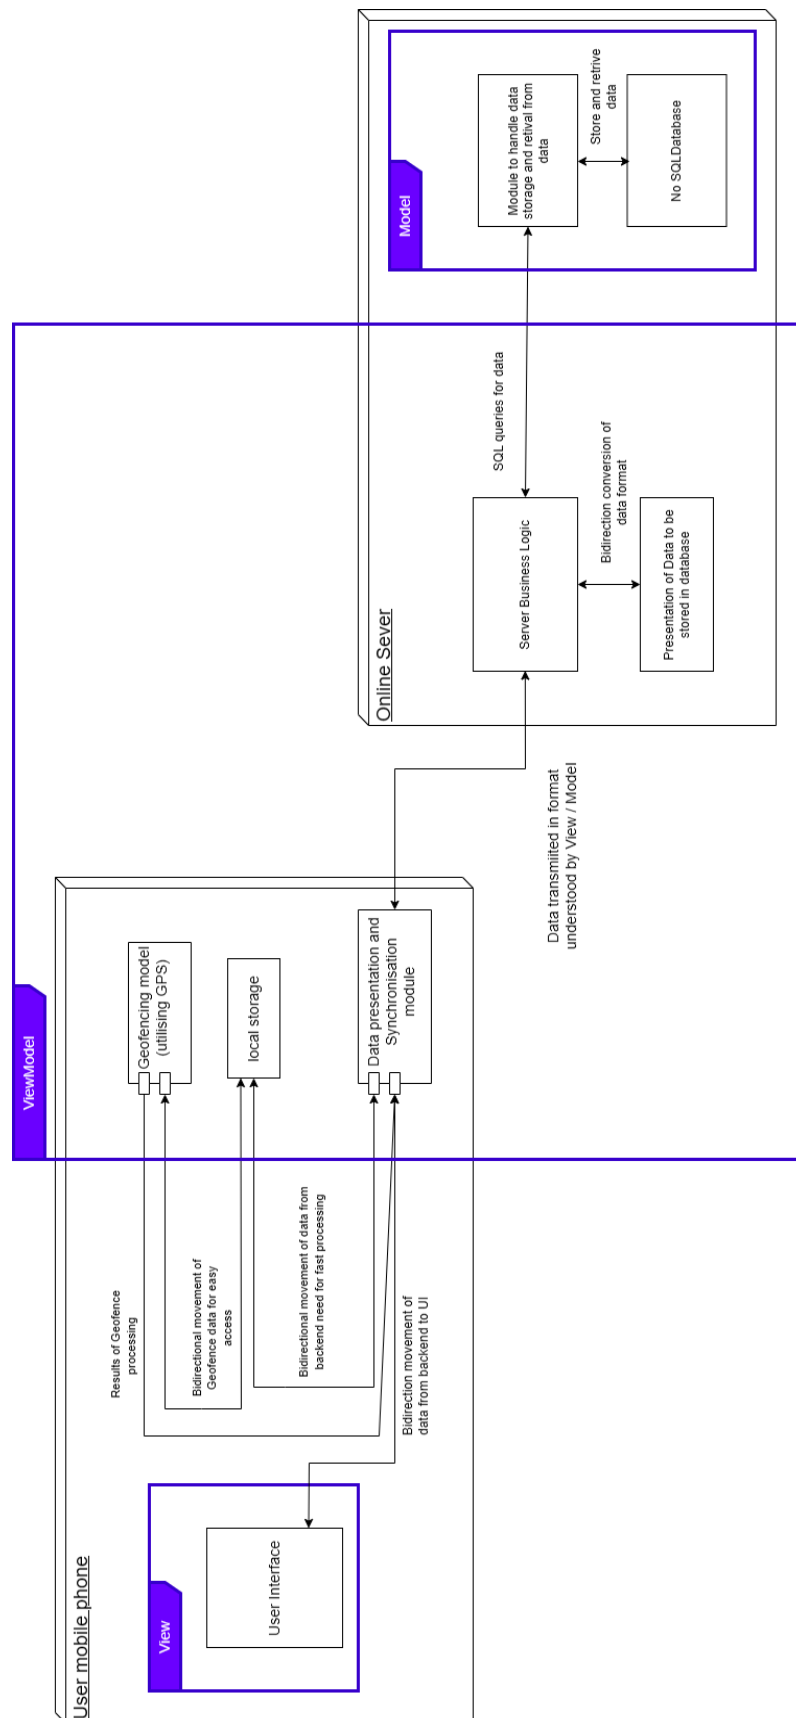 User mobile phone
View
User Interface
Results of Geofence
processing
Bidirectional movement of
Geofence data for easy
access
Bidirectional movement of data from
backend need for fast processing
Bidirection movement of
data from backend to UI
ViewModel
Geofencing model
(utilising GPS)
local storage
Data presentation and
Synchronisation
module
Data transmiited in format
understood by View / Model
Online Sever
Server Business Logic
Presentation of Data to be
stored in database
Bidirection conversion of
data format
SQL queries for data
Model
Module to handle data
storage and retival from
data
Store and retrive
data
No SQLDatabase